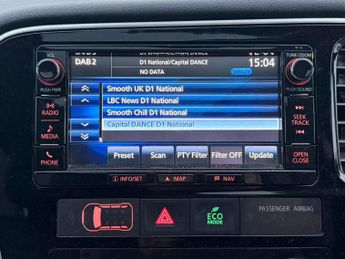 VOL
PUSH PWR
RADIO
MEDIA
PHONE
DAB2
D1 National/Capital DANCE
NO DATA
15:04
Smooth UK D1 National
LBC News D1 National
Smooth Chill D1 National
Capital DANCE D1 National
Preset
Scan
PTY Filter
Filter OFF
Update
TUNE/ZOOM
PUSH SOUND
SEEK
TRACK
OPEN
CLOSE
INFO/SET
MAP
NAV
ECO
MODE
PASSENGER AIRBAG